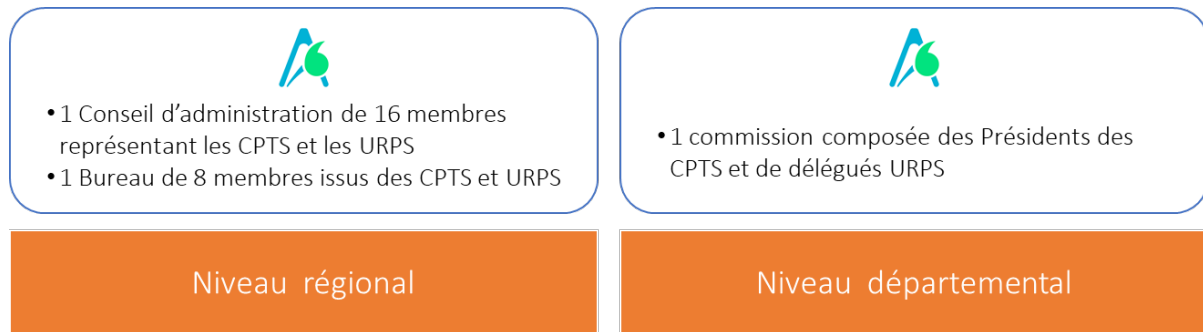 • 1 Conseil d’administration de 16 membres
représentant les CPTS et les URPS
• 1 Bureau de 8 membres issus des CPTS et URPS
Niveau régional
• 1 commission composée des Présidents des
CPTS et de délégués URPS
Niveau départemental